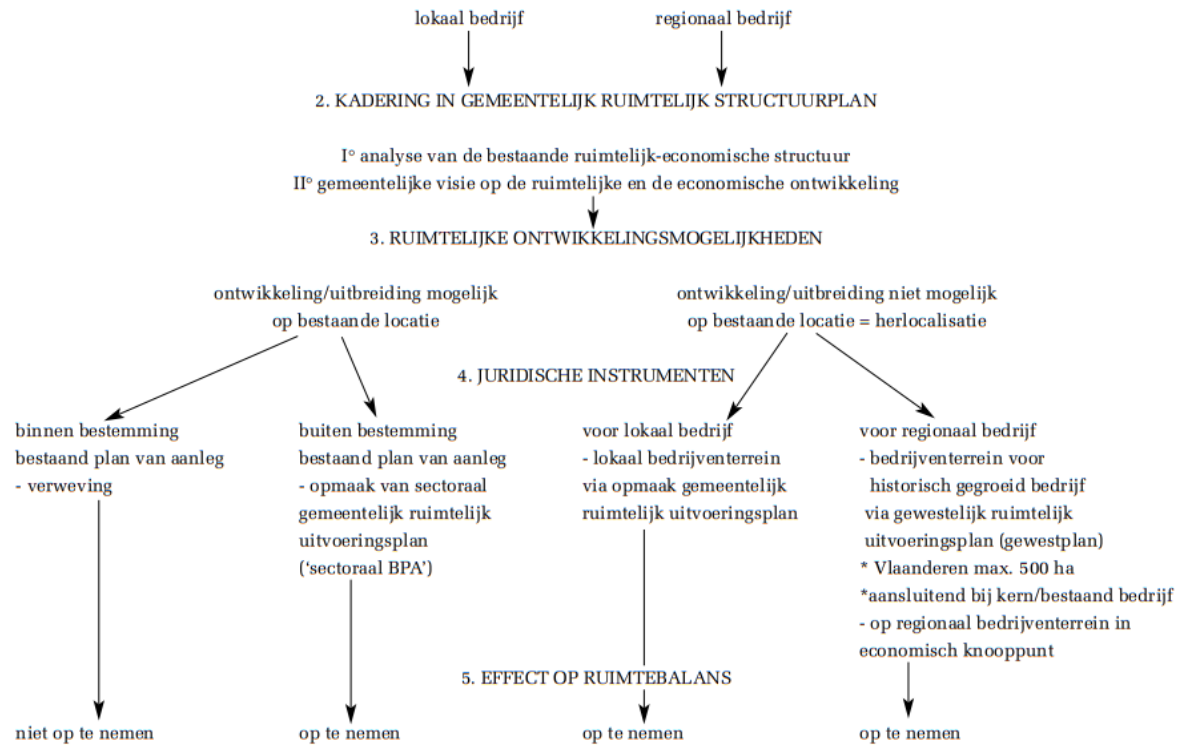 lokaal bedrijf
regionaal bedrijf
2. KADERING IN GEMEENTELIJK RUIMTELIJK STRUCTUURPLAN
I° analyse van de bestaande ruimtelijk-economische structuur
II° gemeentelijke visie op de ruimtelijke en de economische ontwikkeling
3. RUIMTELIJKE ONTWIKKELINGSMOGELIJKHEDEN
ontwikkeling/uitbreiding mogelijk
op bestaande locatie
ontwikkeling/uitbreiding niet mogelijk
op bestaande locatie = herlocalisatie
4. JURIDISCHE INSTRUMENTEN
binnen bestemming
bestaand plan van aanleg
- verweving
buiten bestemming
bestaand plan van aanleg
- opmaak van sectoraal
gemeentelijk ruimtelijk
uitvoeringsplan
(‘sectoraal BPA’)
voor lokaal bedrijf
- lokaal bedrijventerrein
via opmaak gemeentelijk
ruimtelijk uitvoeringsplan
voor regionaal bedrijf
- bedrijventerrein voor
historisch gegroeid bedrijf
via gewestelijk ruimtelijk
uitvoeringsplan (gewestplan)
* Vlaanderen max. 500 ha
*aansluitend bij kern/bestaand bedrijf
- op regionaal bedrijventerrein in
economisch knooppunt
5. EFFECT OP RUIMTEBALANS
niet op te nemen
op te nemen
op te nemen
op te nemen